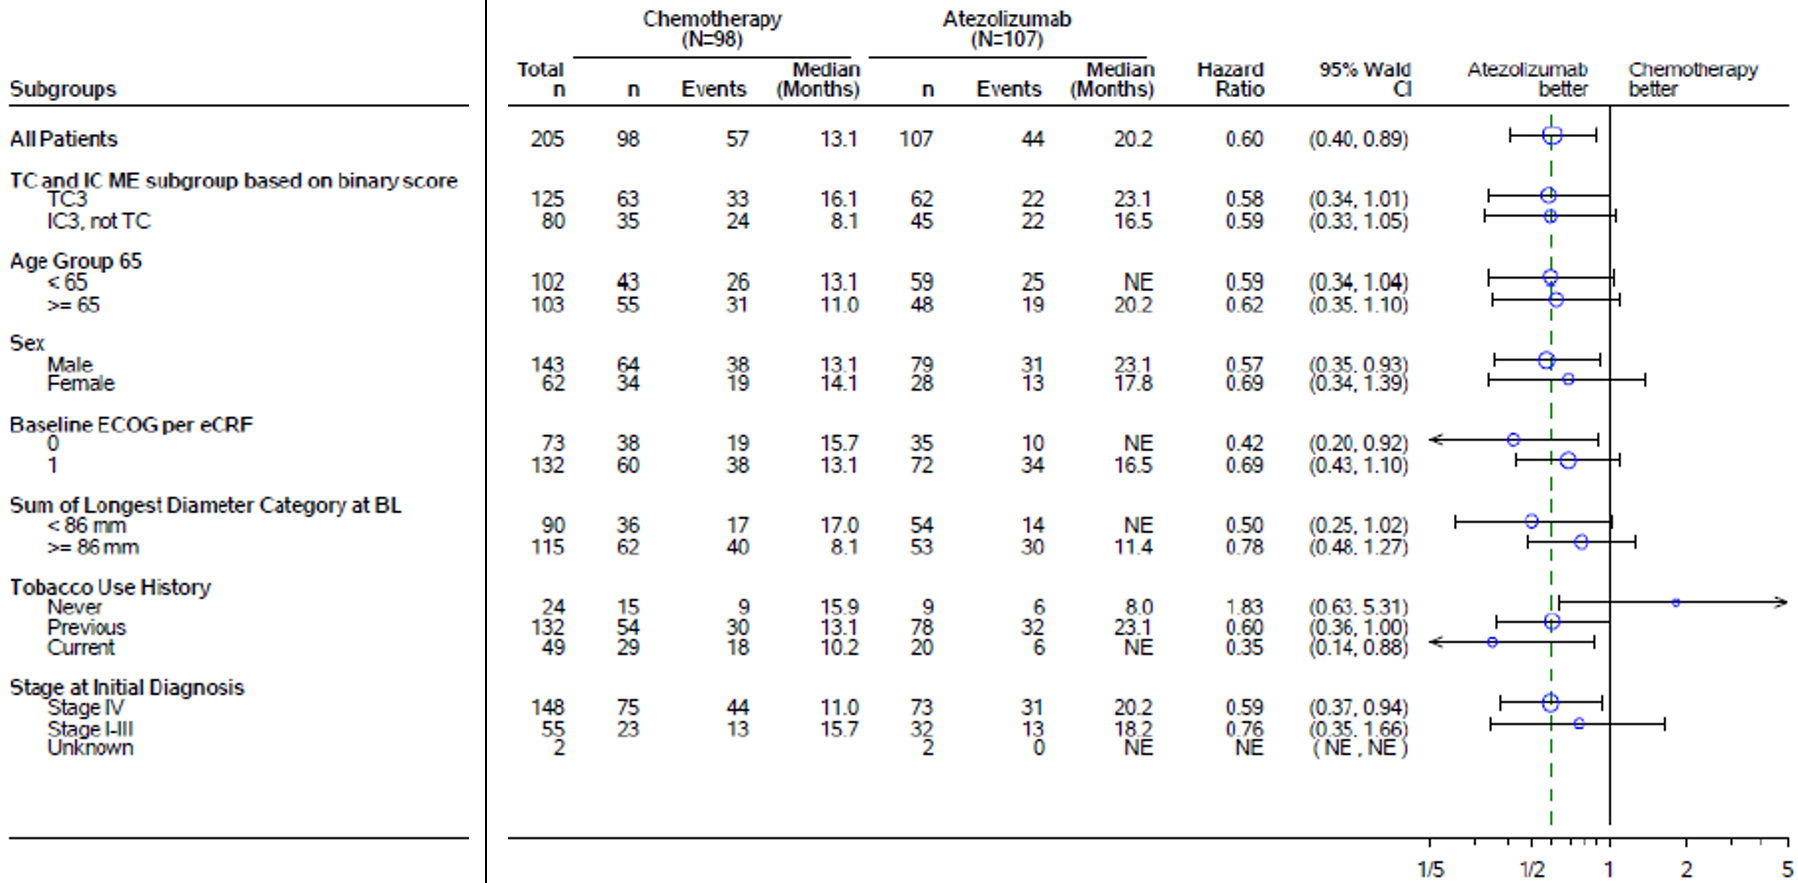 Chemotherapy Atezolizumab
(N=98) (N=107)
Total Median Median Hazard 95% Wald Atezolizumab Chemotherapy
Subgroups n n Events (Months) n Events (Months) Ratio CI better better
All Patients 205 98 57 13.1 107 44 20.2 0.60 (0.40, 0.89)
TC and IC ME subgroup based on binary score
TC3 125 63 33 16.1 62 22 23.1 0.58 (0.34, 1.01)
IC3, not TC 80 35 24 8.1 45 22 16.5 0.59 (0.33, 1.05)
Age Group 65
< 65 102 43 26 13.1 59 25 NE 0.59 (0.34, 1.04)
>= 65 103 55 31 11.0 48 19 20.2 0.62 (0.35, 1.10)
Sex
Male 143 64 38 13.1 79 31 23.1 0.57 (0.35, 0.93)
Female 62 34 19 14.1 28 13 17.8 0.69 (0.34, 1.39)
Baseline ECOG per eCRF
0 73 38 19 15.7 35 10 NE 0.42 (0.20, 0.92)
1 132 60 38 13.1 72 34 16.5 0.69 (0.43, 1.10)
Sum of Longest Diameter Category at BL
< 86 mm 90 36 17 17.0 54 14 NE 0.50 (0.25, 1.02)
>= 86 mm 115 62 40 8.1 53 30 11.4 0.78 (0.48, 1.27)
Tobacco Use History
Never 24 15 9 15.9 9 6 8.0 1.83 (0.63, 5.31)
Previous 132 54 30 13.1 78 32 23.1 0.60 (0.36, 1.00)
Current 49 29 18 10.2 20 6 NE 0.35 (0.14, 0.88)
Stage at Initial Diagnosis
Stage IV 148 75 44 11.0 73 31 20.2 0.59 (0.37, 0.94)
Stage I-III 55 23 13 15.7 32 13 18.2 0.76 (0.35, 1.66)
Unknown 2 2 0 NE NE ( NE , NE )
1/5 1/2 1 2 5